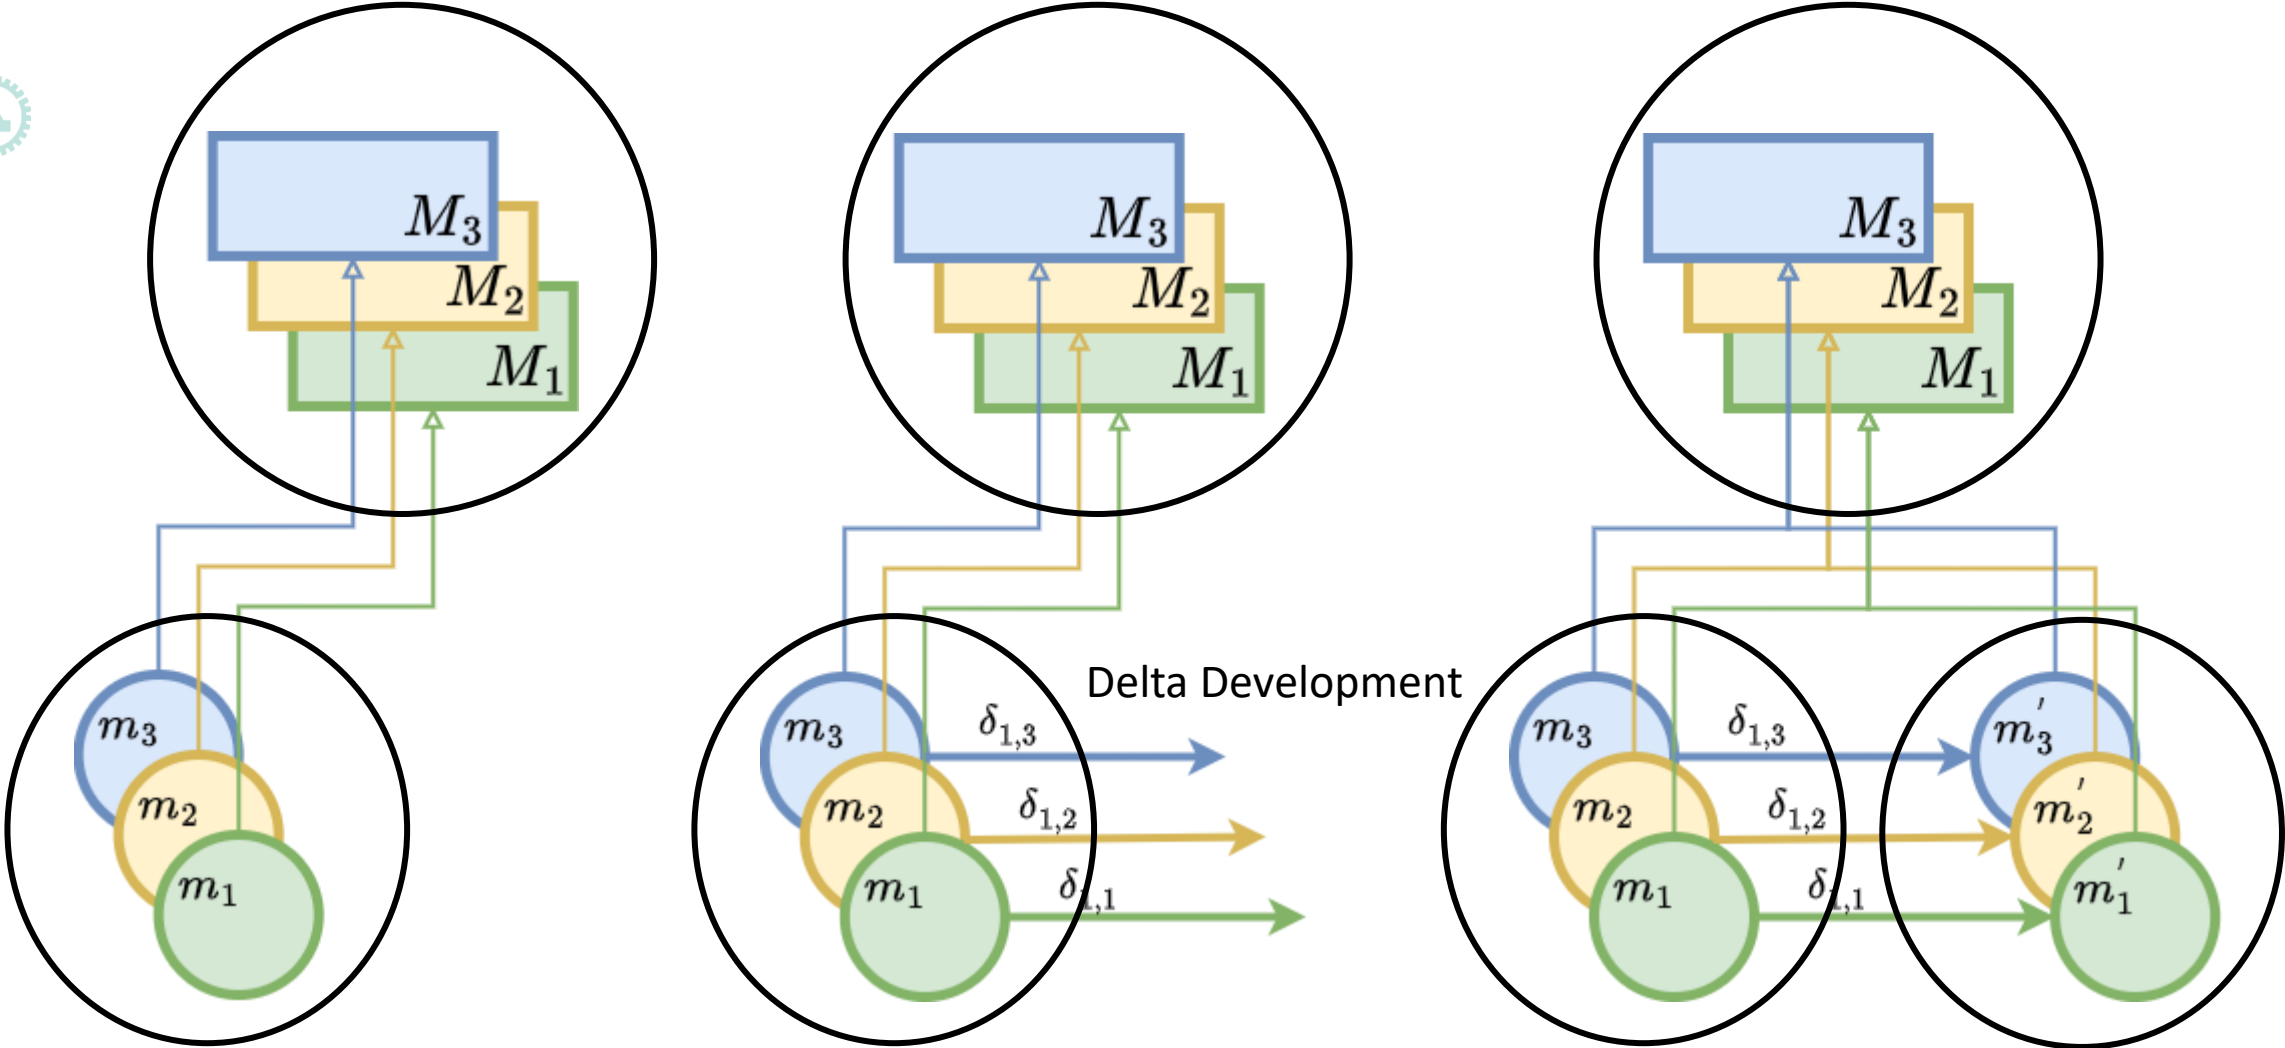 M₃
M₂
M₁
m₃
m₂
m₁
M₃
M₂
M₁
Delta Development
m₃
m₂
m₁
δ₁,₃
δ₁,₂
δ₁,₁
M₃
M₂
M₁
m₃
m₂
m₁
δ₁,₃
δ₁,₂
δ₁,₁
m₃′
m₂′
m₁′